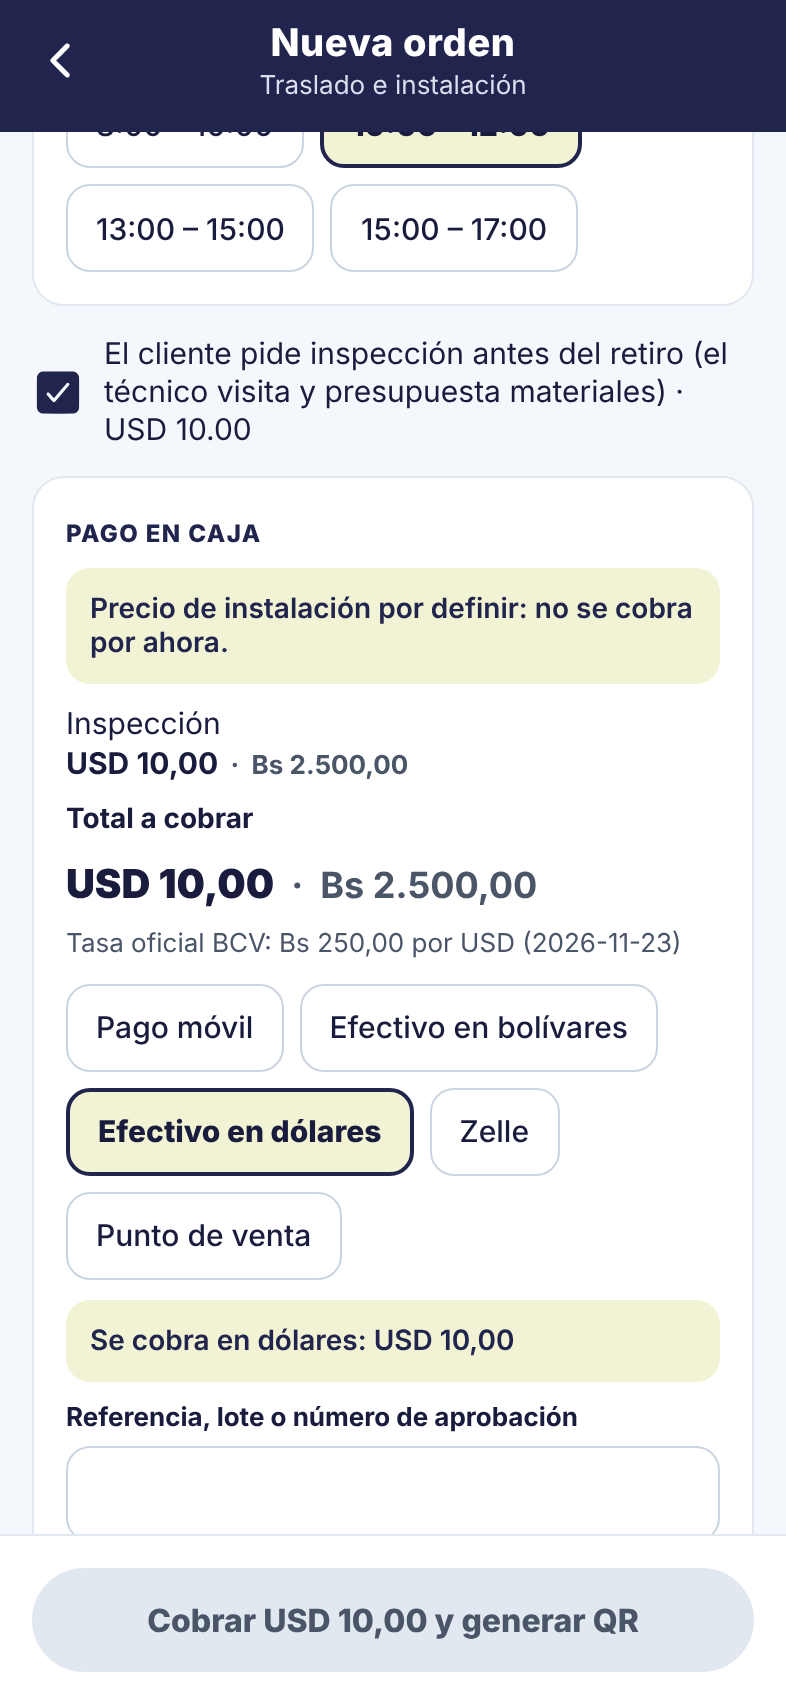 Nueva orden
Traslado e instalación
13:00 – 15:00
15:00 – 17:00
El cliente pide inspección antes del retiro (el
técnico visita y presupuesta materiales) ·
USD 10.00
PAGO EN CAJA
Precio de instalación por definir: no se cobra
por ahora.
Inspección
USD 10,00 · Bs 2.500,00
Total a cobrar
USD 10,00 · Bs 2.500,00
Tasa oficial BCV: Bs 250,00 por USD (2026-11-23)
Pago móvil
Efectivo en bolívares
Efectivo en dólares
Zelle
Punto de venta
Se cobra en dólares: USD 10,00
Referencia, lote o número de aprobación
Cobrar USD 10,00 y generar QR